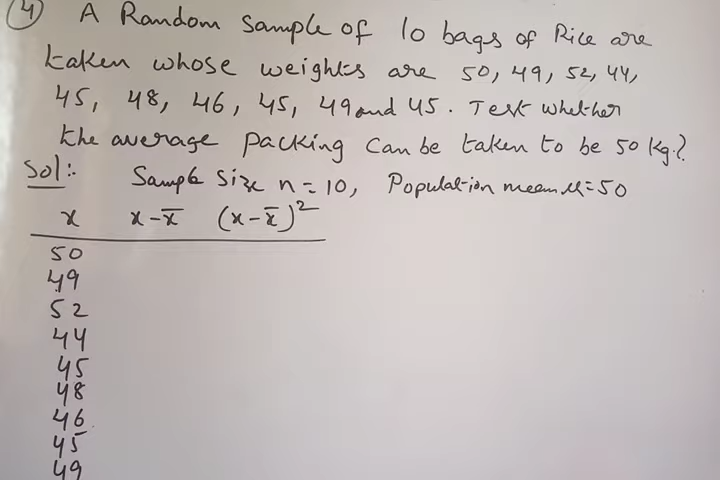 4) A Random Sample of 10 bags of Rice are
taken whose weights are 50, 49, 52, 44,
45, 48, 46, 45, 49 and 45. Test whether
the average packing can be taken to be 50 kg.?
Sol:- Sample size n = 10, Population mean μ = 50
x x-x̄ (x-x̄)²
50
49
52
44
45
48
46
45
49